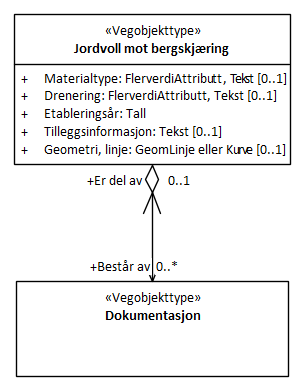 «Vegobjekttype»
Jordvoll mot bergskjæring
+ Materialtype: FlerverdiAttributt, Tekst [0..1]
+ Drenering: FlerverdiAttributt, Tekst [0..1]
+ Etableringsår: Tall
+ Tilleggsinformasjon: Tekst [0..1]
+ Geometri, linje: GeomLinje eller Kurve [0..1]
+Er del av 0..1
+Består av 0..*
«Vegobjekttype»
Dokumentasjon